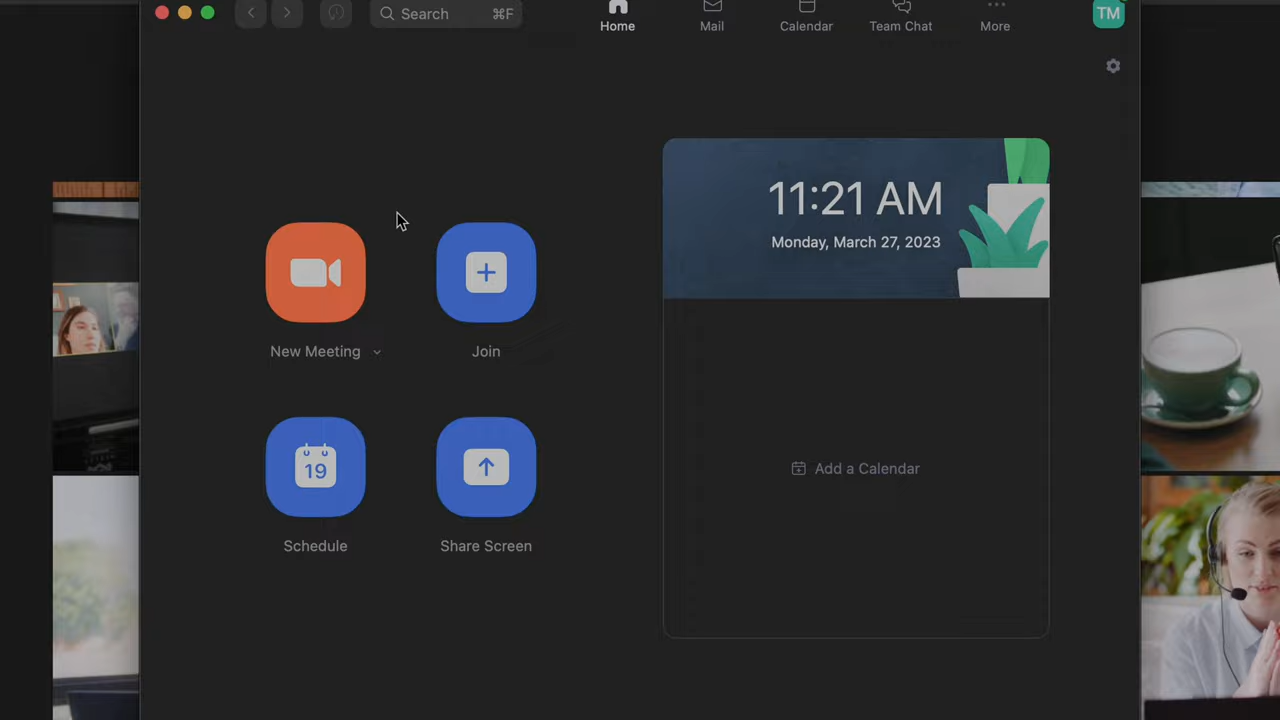 Search ⌘F
Home
Mail
Calendar
Team Chat
More
TM
11:21 AM
Monday, March 27, 2023
New Meeting
Join
Add a Calendar
19
Schedule
Share Screen